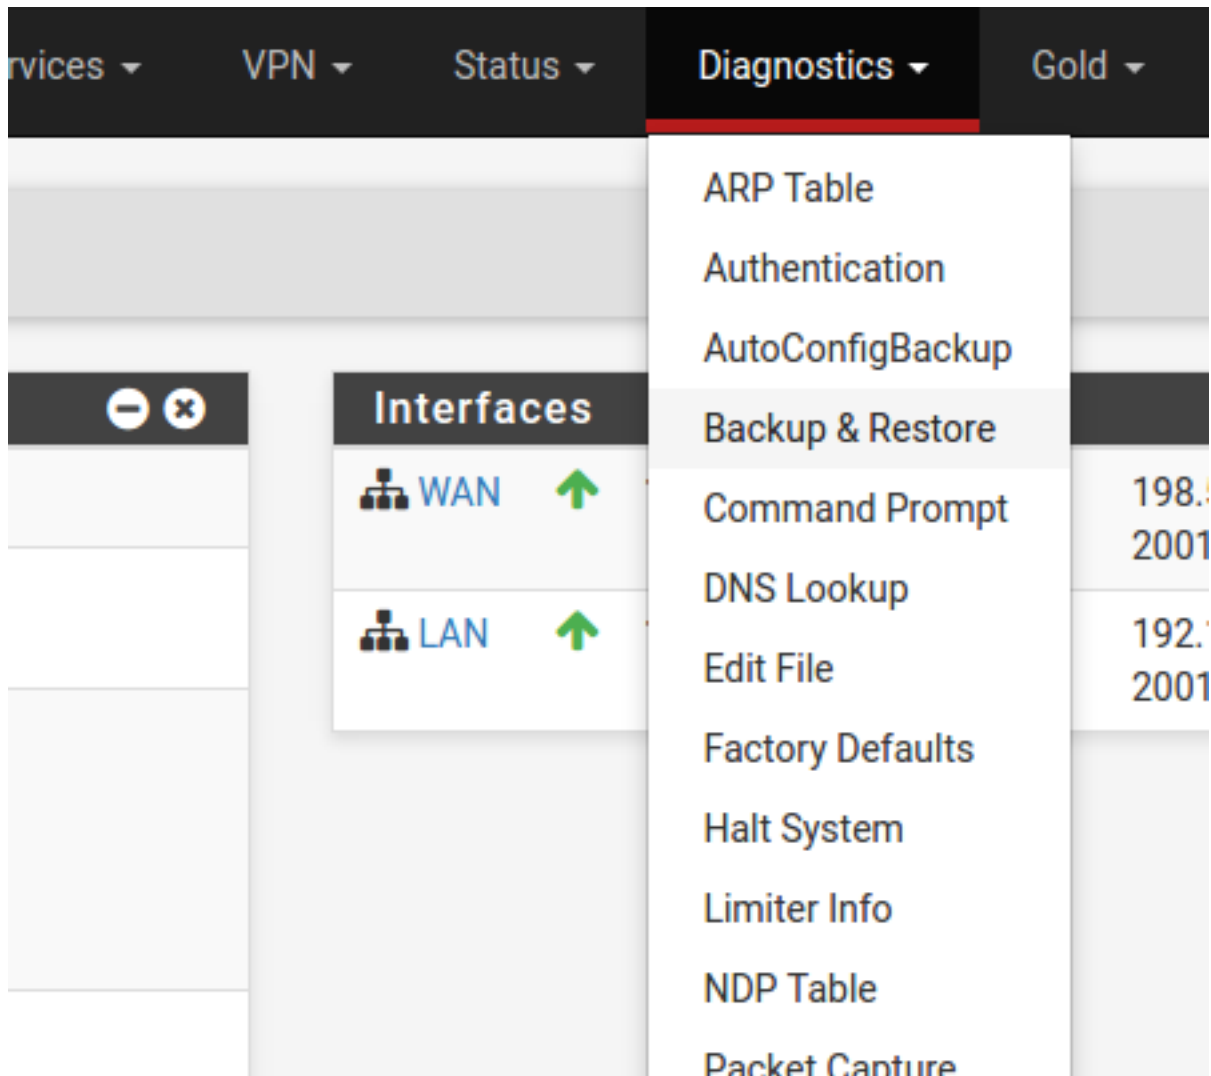 rvices VPN Status Diagnostics Gold
ARP Table
Authentication
AutoConfigBackup
Backup & Restore
Command Prompt
DNS Lookup
Edit File
Factory Defaults
Halt System
Limiter Info
NDP Table
Packet Capture
Interfaces
WAN
198.
2001
LAN
192.
2001